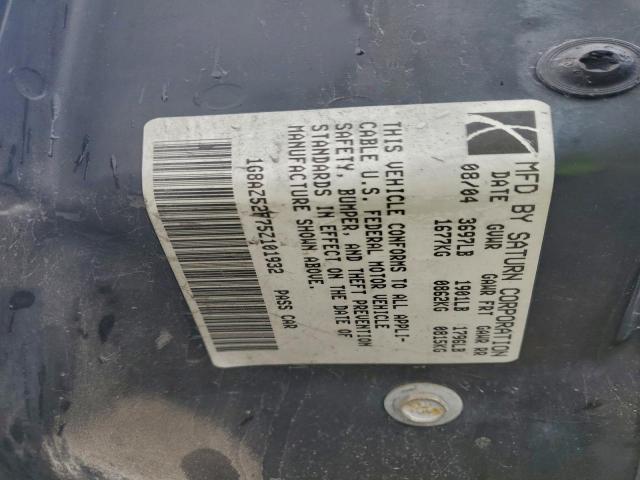 MFD BY SATURN CORPORATION
DATE GVWR GAWR FRT GAWR RR
08/04 3697LB 1901LB 1796LB
1677KG 0862KG 0815KG
THIS VEHICLE CONFORMS TO ALL APPLI-
CABLE U.S. FEDERAL MOTOR VEHICLE
SAFETY, BUMPER, AND THEFT PREVENTION
STANDARDS IN EFFECT ON THE DATE OF
MANUFACTURE SHOWN ABOVE.
1G8AZ52F75Z101932 PASS CAR